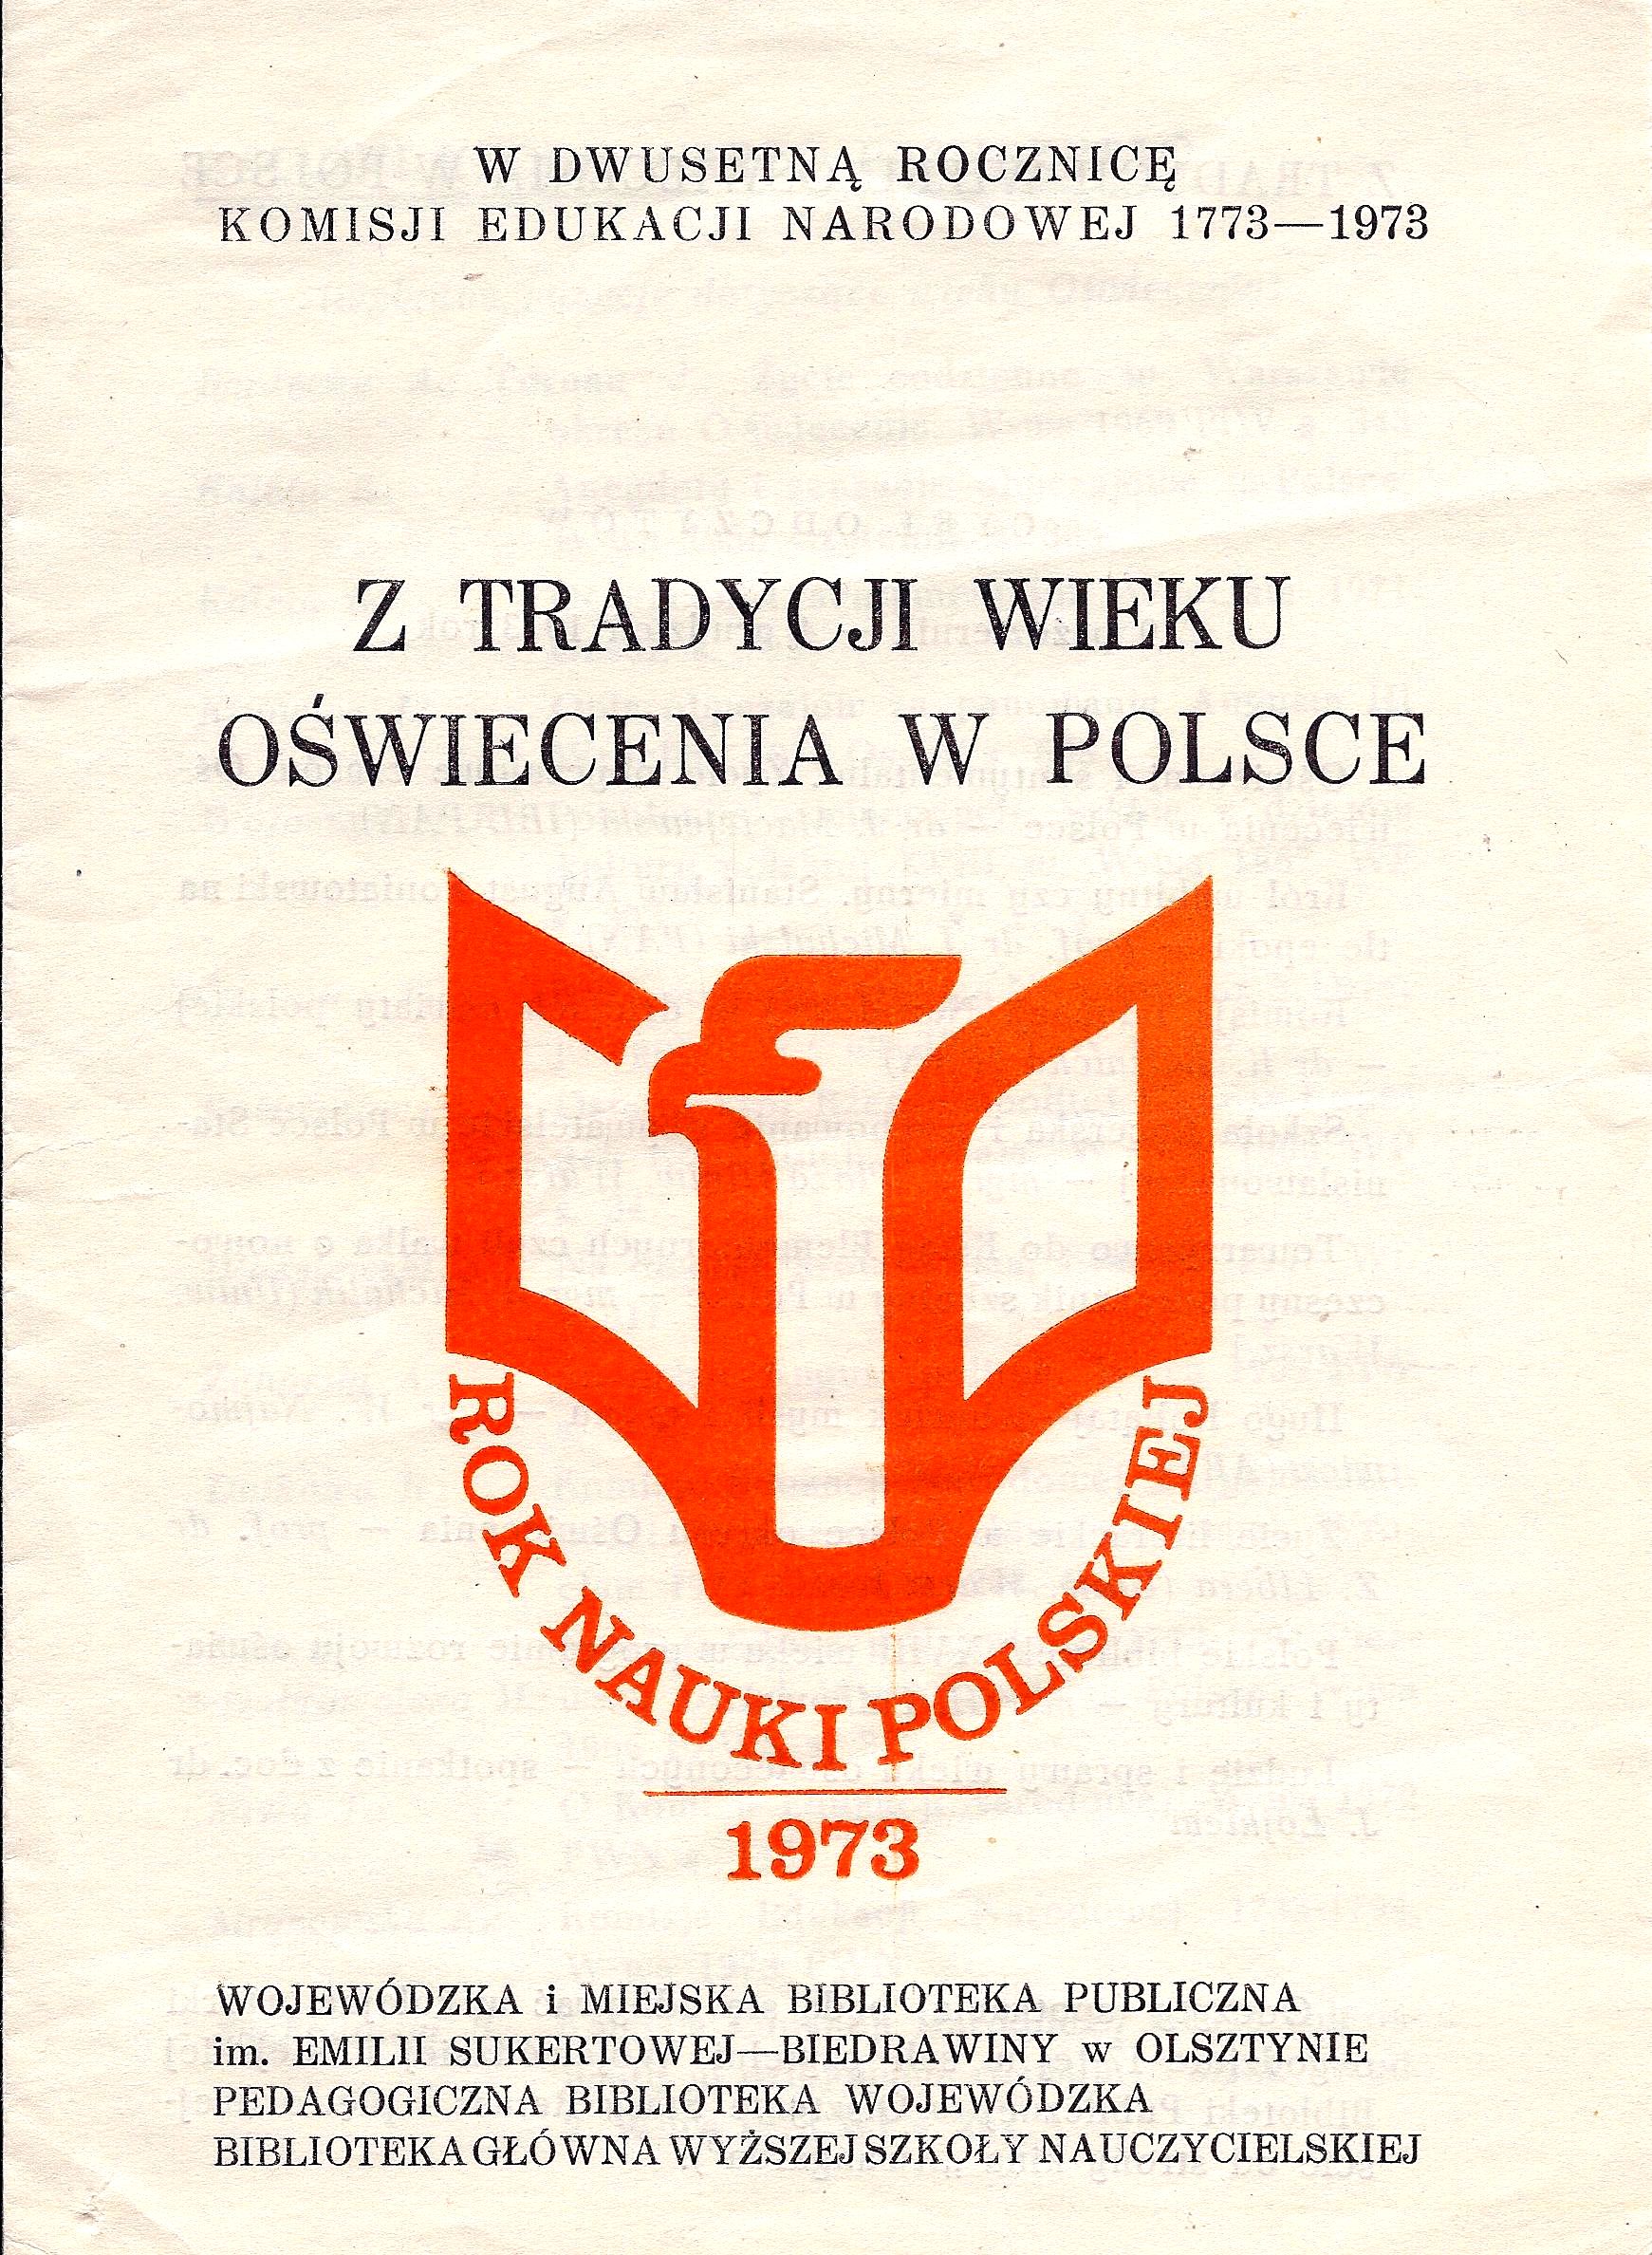 W DWUSETNĄ ROCZNICĘ
KOMISJI EDUKACJI NARODOWEJ 1773—1973
Z TRADYCJI WIEKU
OŚWIECENIA W POLSCE
ROK NAUKI POLSKIEJ
1973
WOJEWÓDZKA i MIEJSKA BIBLIOTEKA PUBLICZNA
im. EMILII SUKERTOWEJ—BIEDRAWINY w OLSZTYNIE
PEDAGOGICZNA BIBLIOTEKA WOJEWÓDZKA
BIBLIOTEKA GŁÓWNA WYŻSZEJ SZKOŁY NAUCZYCIELSKIEJ